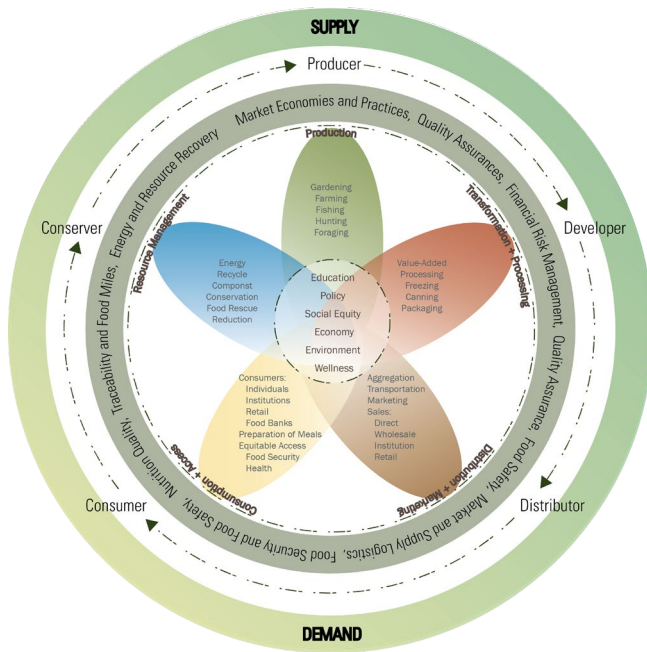 SUPPLY
Producer
Market Economies and Practices, Quality Assurances, Financial Risk Management, Quality Assurance, Food Safety, Market and Supply Logistics, Food Security and Food Safety, Nutrition Quality, Traceability and Food Miles, Energy and Resource Recovery
Production
Gardening
Farming
Fishing
Hunting
Foraging
Conserver
Developer
Resource Management
Transformation + Processing
Energy
Recycle
Componst
Conservation
Food Rescue
Reduction
Education
Policy
Social Equity
Economy
Environment
Wellness
Value-Added
Processing
Freezing
Canning
Packaging
Consumers:
Individuals
Institutions
Retail
Food Banks
Preparation of Meals
Equitable Access
Food Security
Health
Aggregation
Transportation
Marketing
Sales:
Direct
Wholesale
Institution
Retail
Consumption + Access
Distribution + Marketing
Consumer
Distributor
DEMAND